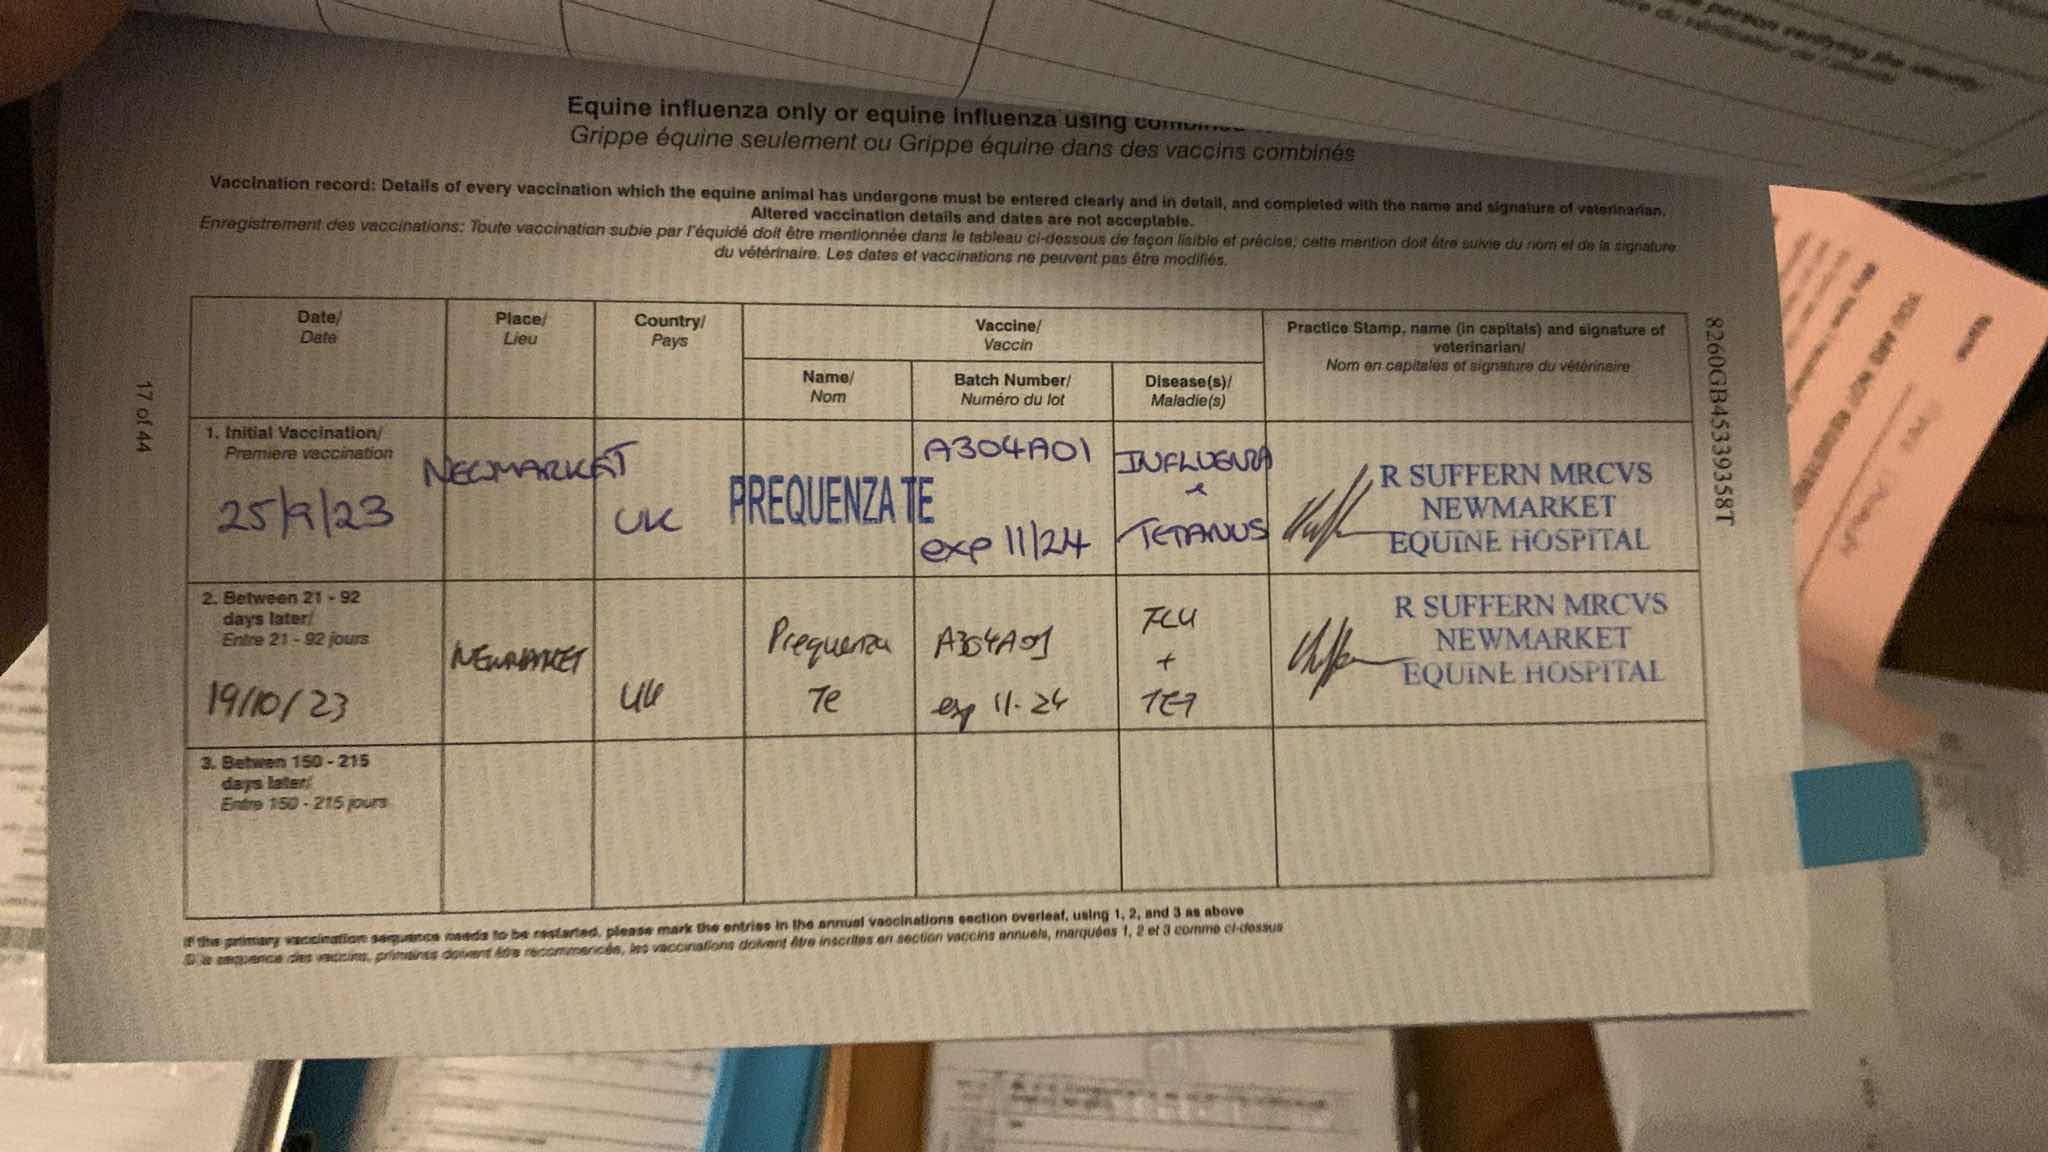 person verifying the identity
Equine influenza only or equine influenza using
Grippe équine seulement ou Grippe équine dans des vaccins combinés
Vaccination record: Details of every vaccination which the equine animal has undergone must be entered clearly and in detail, and completed with the name and signature of veterinarian.
Altered vaccination details and dates are not acceptable.
Enregistrement des vaccinations: Toute vaccination subie par l'équidé doit être mentionnée dans le tableau ci-dessous de façon lisible et précise; cette mention doit être suivie du nom et de la signature
du vétérinaire. Les dates et vaccinations ne peuvent pas être modifiés.
Date/
Date
Place/
Lieu
Country/
Pays
Vaccine/
Vaccin
Name/
Nom
Batch Number/
Numéro du lot
Disease(s)/
Maladie(s)
Practice Stamp, name (in capitals) and signature of
veterinarian/
Nom en capitales et signature du vétérinaire
1. Initial Vaccination/
Premiere vaccination
25/9/23
NEWMARKET
UK
PREQUENZA TE
A304A01
exp 11/24
INFLUENZA
&
TETANUS
R SUFFERN MRCVS
NEWMARKET
EQUINE HOSPITAL
2. Between 21 - 92
days later/
Entre 21 - 92 jours
19/10/23
NEWMARKET
UK
Prequenza
Te
A304A01
exp 11-24
FLU
+
TET
R SUFFERN MRCVS
NEWMARKET
EQUINE HOSPITAL
3. Betwen 150 - 215
days later/
Entre 150 - 215 jours
If the primary vaccination sequence needs to be restarted, please mark the entries in the annual vaccinations section overleaf, using 1, 2, and 3 as above
Si la sequence des vaccins, primaires doivent être recommencée, les vaccinations doivent être inscrites en section vaccins annuels, marquées 1, 2 et 3 comme ci-dessus
17 of 44
8260GB45339358T